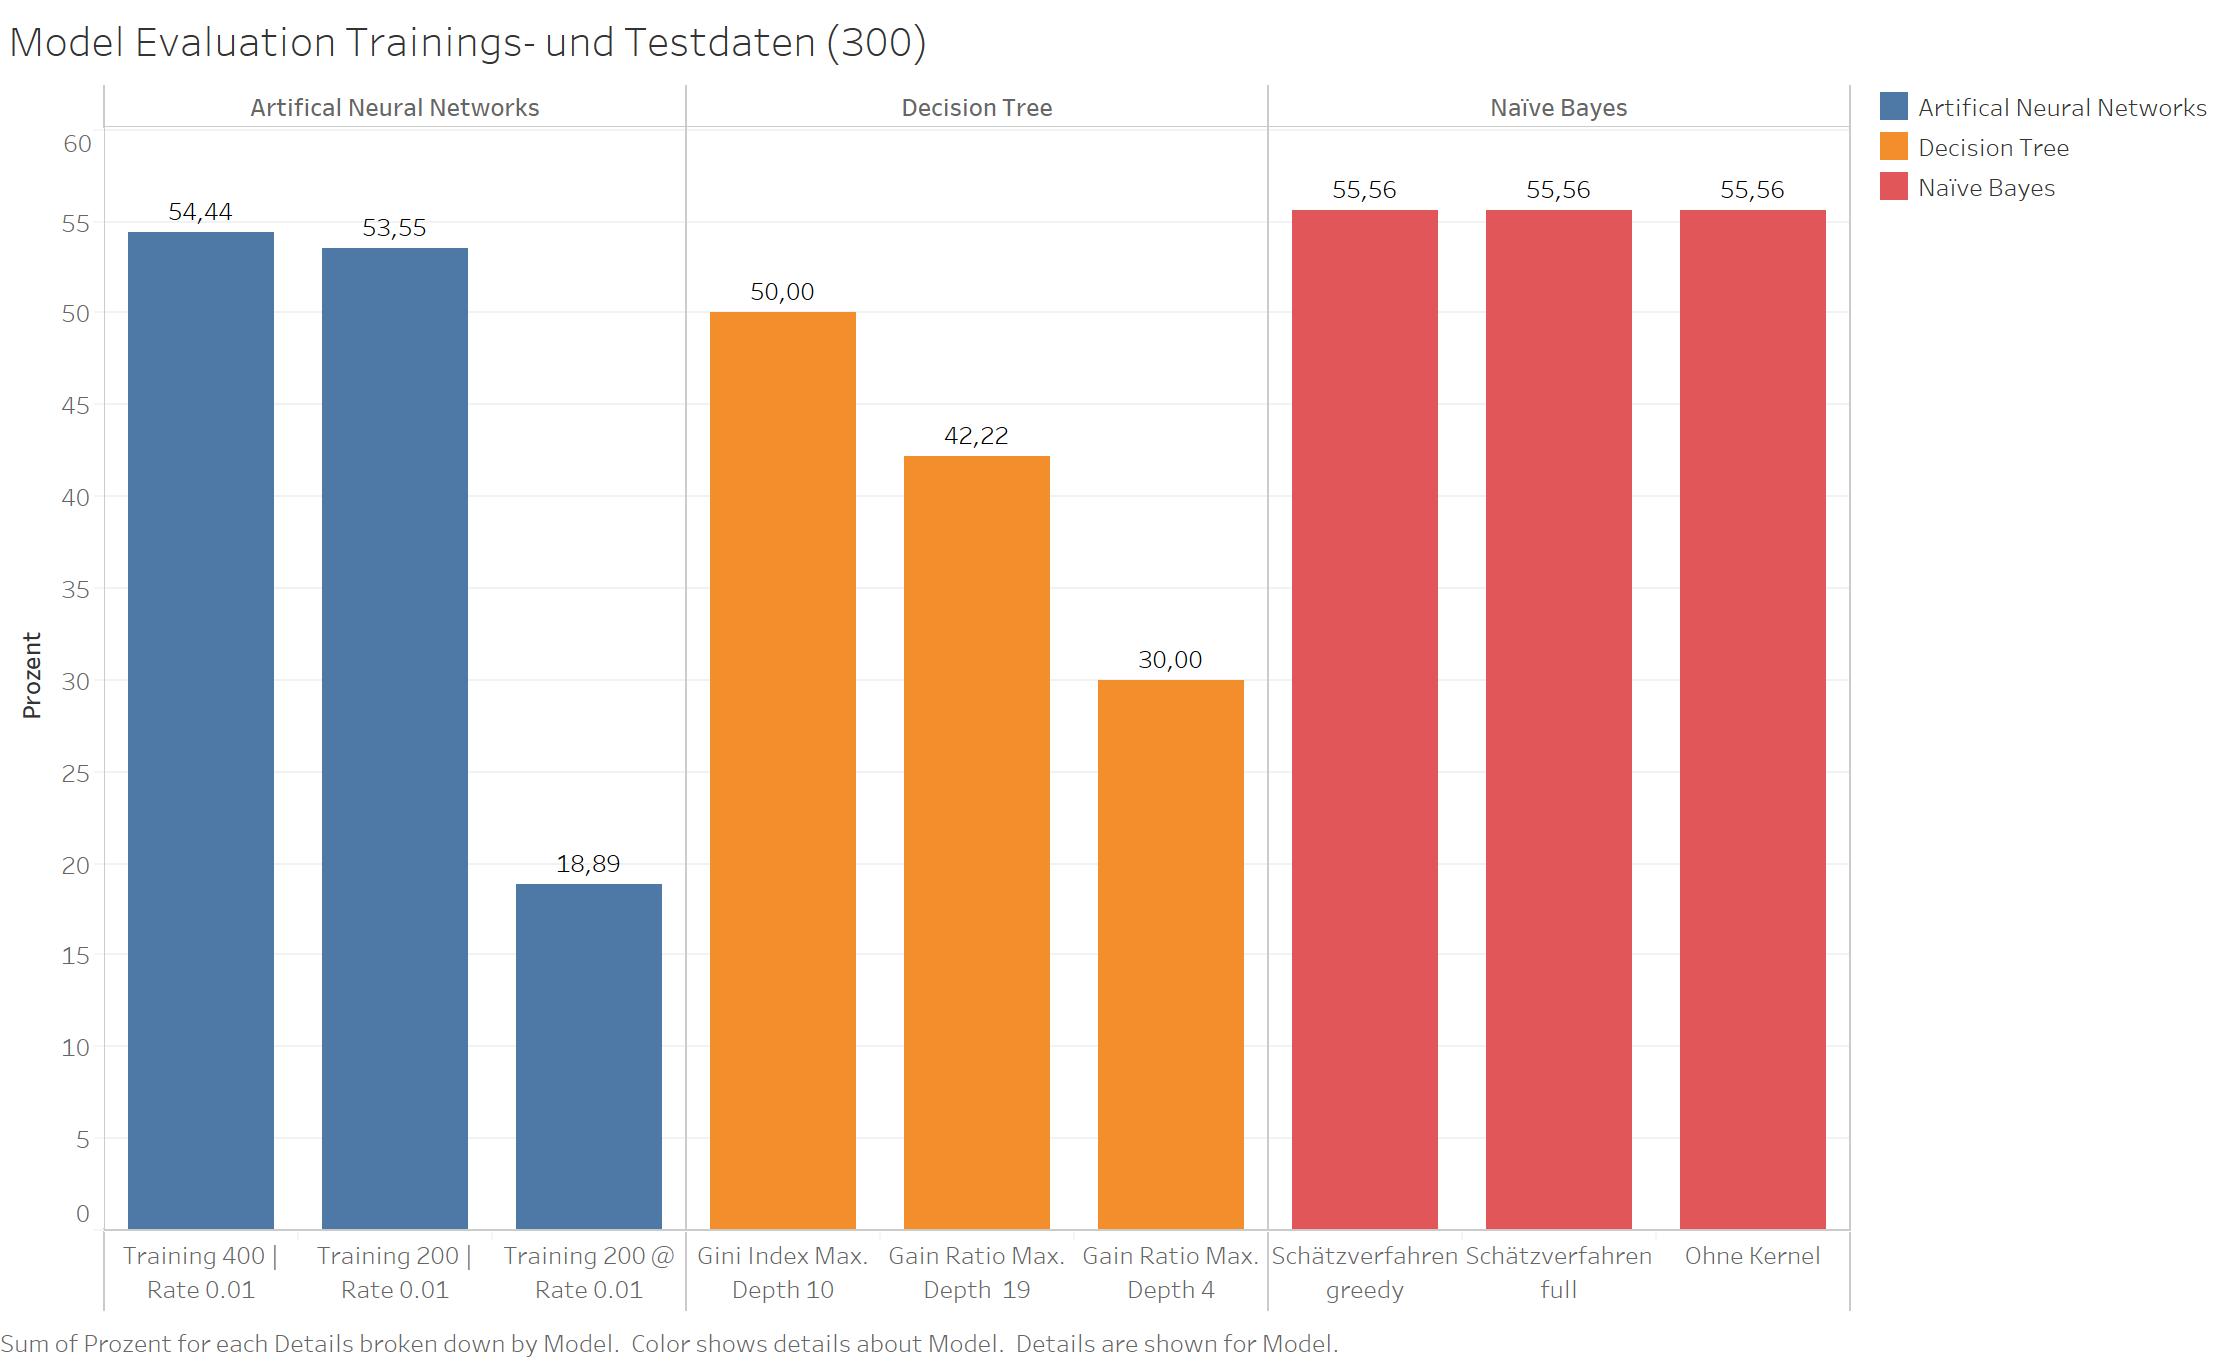 Model Evaluation Trainings- und Testdaten (300)
Artifical Neural Networks
Decision Tree
Naïve Bayes
Artifical Neural Networks
Decision Tree
Naïve Bayes
Prozent
60
55
50
45
40
35
30
25
20
15
10
5
0
54,44
53,55
18,89
50,00
42,22
30,00
55,56
55,56
55,56
Training 400 |
Rate 0.01
Training 200 |
Rate 0.01
Training 200 @
Rate 0.01
Gini Index Max.
Depth 10
Gain Ratio Max.
Depth 19
Gain Ratio Max.
Depth 4
Schätzverfahren
greedy
Schätzverfahren
full
Ohne Kernel
Sum of Prozent for each Details broken down by Model. Color shows details about Model. Details are shown for Model.